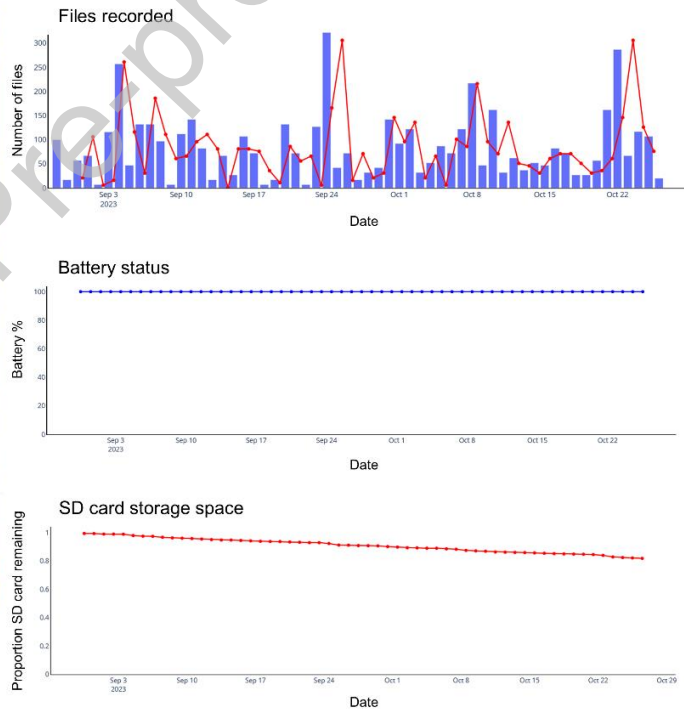 Pre-pr
Files recorded
Number of files
300
250
200
150
100
50
0
Sep 3
2023
Sep 10
Sep 17
Sep 24
Oct 1
Oct 8
Oct 15
Oct 22
Date
Battery status
Battery %
100
80
60
40
20
0
Sep 3
2023
Sep 10
Sep 17
Sep 24
Oct 1
Oct 8
Oct 15
Oct 22
Date
SD card storage space
Proportion SD card remaining
1
0.8
0.6
0.4
0.2
0
Sep 3
2023
Sep 10
Sep 17
Sep 24
Oct 1
Oct 8
Oct 15
Oct 22
Oct 29
Date